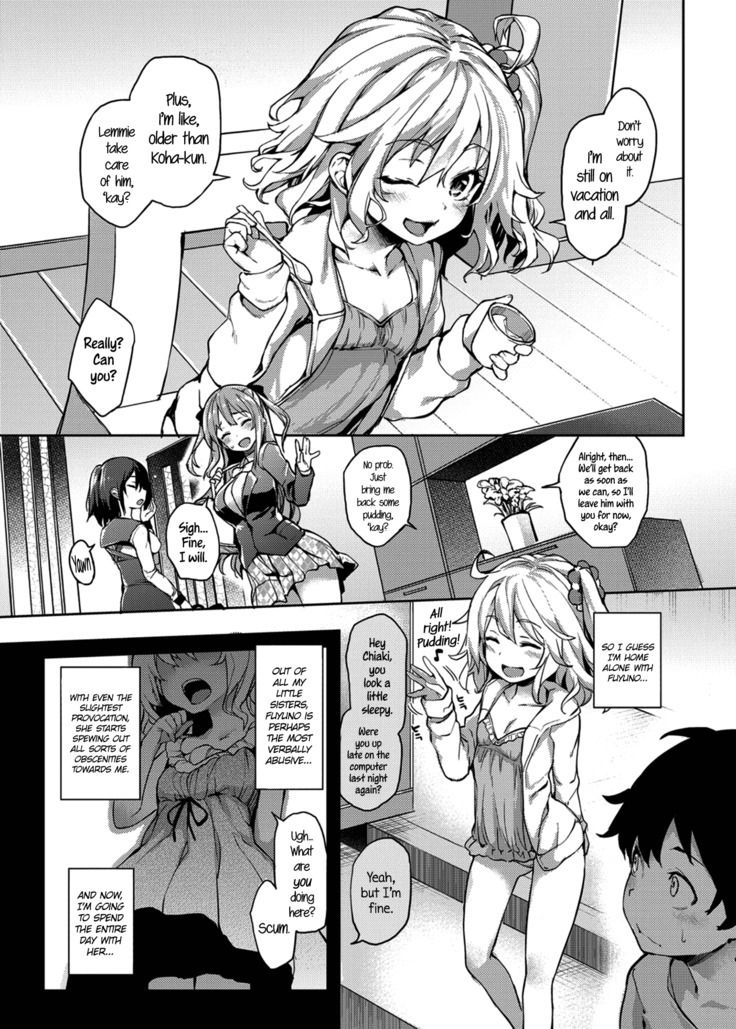 Don't
worry
about
it.
I'm
still on
vacation
and all.
Plus,
I'm like,
older than
Koha-kun.
Lemmie
take
care
of him,
'kay?
Really?
Can
you?
Alright, then...
We'll get back
as soon as
we can, so I'll
leave him with
you for now,
okay?
No prob.
Just
bring me
back some
pudding,
'kay?
Sigh...
Fine,
I will.
Yawn
All
right!
Pudding!
SO I GUESS
I'M HOME
ALONE WITH
FUYUNO...
Hey
Chiaki,
you
look a
little
sleepy.
Were
you up
late on the
computer
last night
again?
Yeah,
but I'm
fine.
OUT OF
ALL MY
LITTLE
SISTERS,
FUYUNO IS
PERHAPS
THE MOST
VERBALLY
ABUSIVE...
WITH EVEN THE
SLIGHTEST
PROVOCATION,
SHE STARTS
SPEWING OUT
ALL SORTS OF
OBSCENITIES
TOWARDS ME.
Ugh...
What
are
you
doing
here?
Scum.
AND NOW,
I'M GOING
TO SPEND
THE ENTIRE
DAY WITH
HER...